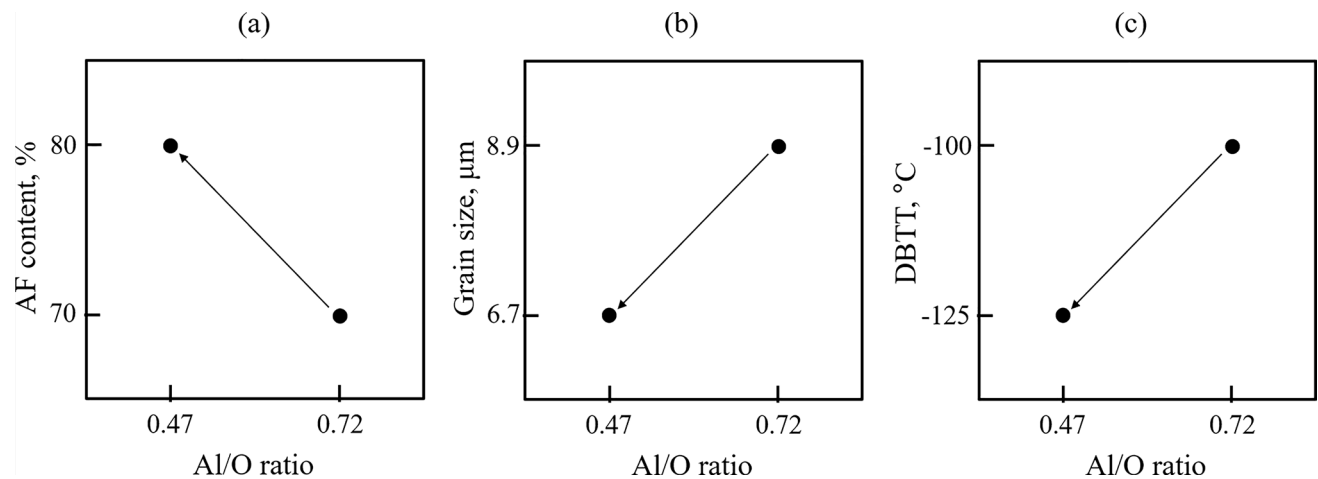 (a)
AF content, %
80
70
0.47 0.72
Al/O ratio
(b)
Grain size, µm
8.9
6.7
0.47 0.72
Al/O ratio
(c)
DBTT, °C
-100
-125
0.47 0.72
Al/O ratio